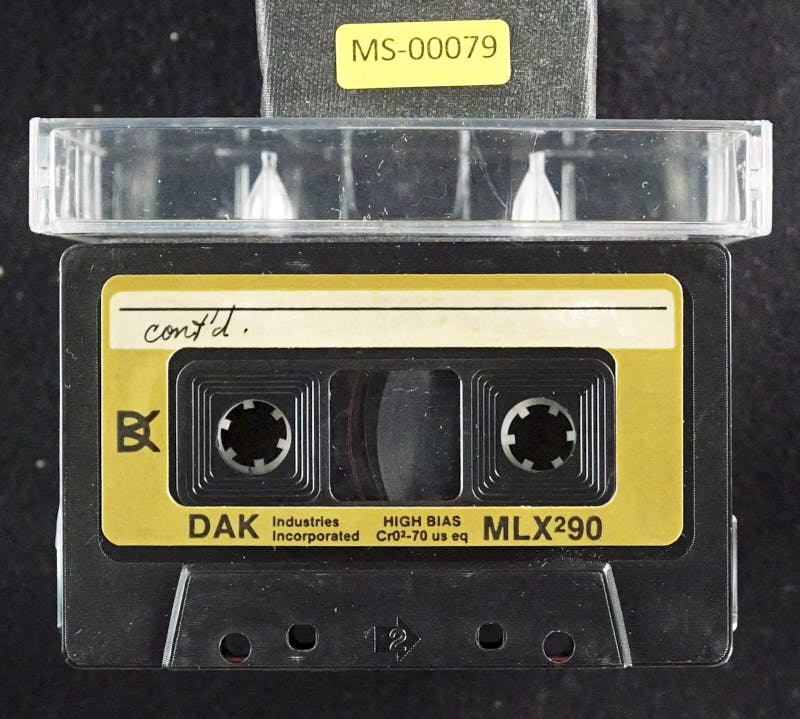 MS-00079
cont'd.
DAK Industries Incorporated HIGH BIAS Cr0²-70 us eq MLX²90
2